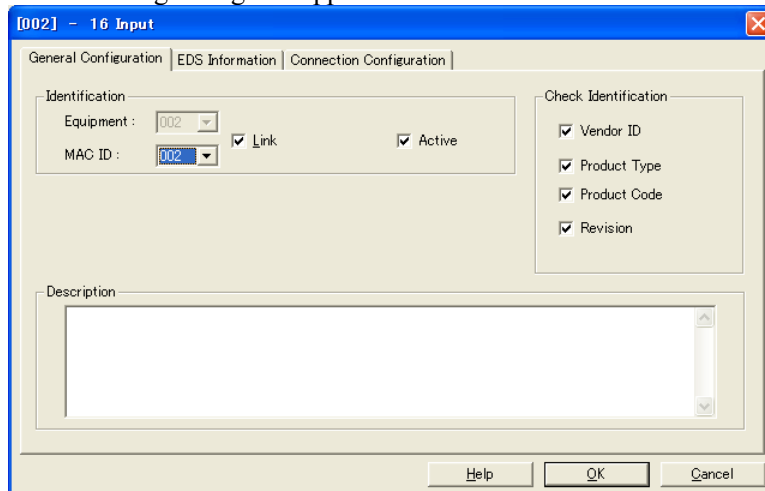 [002] - 16 Input
General Configuration
EDS Information
Connection Configuration
Identification
Equipment :
002
Link
Active
MAC ID :
002
Check Identification
Vendor ID
Product Type
Product Code
Revision
Description
Help
OK
Cancel